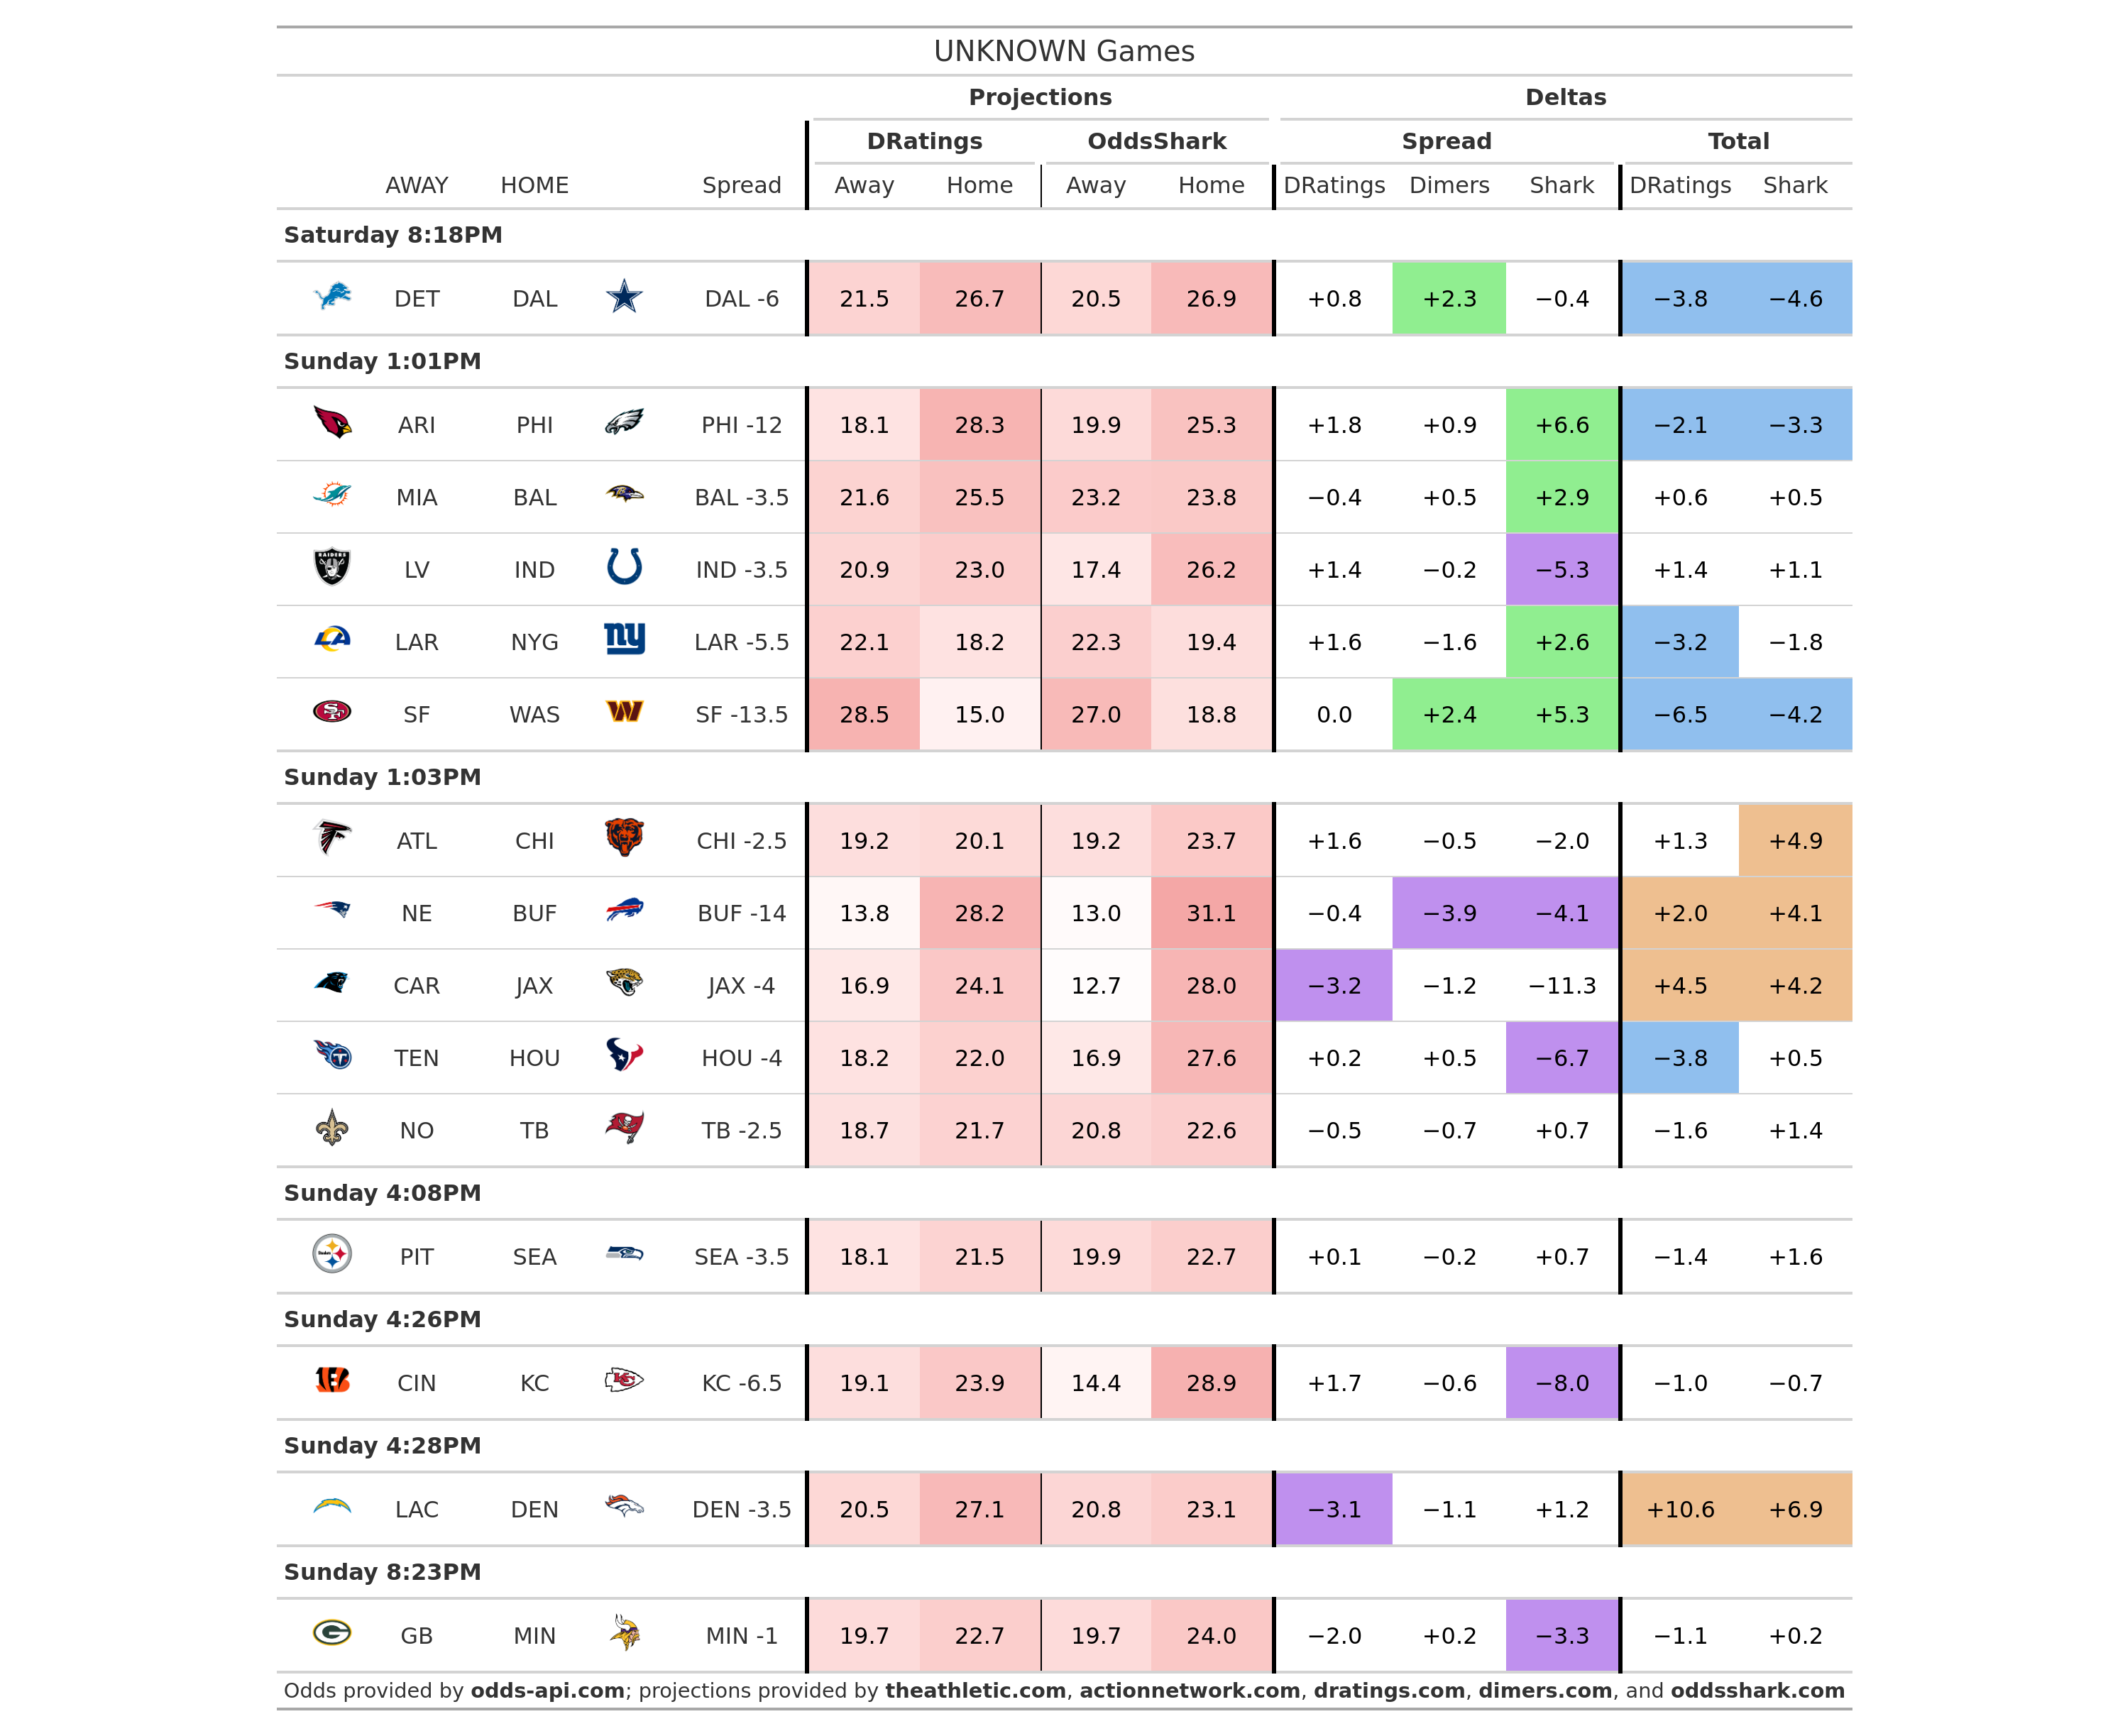 UNKNOWN Games
Projections Deltas
DRatings OddsShark Spread Total
AWAY HOME Spread Away Home Away Home DRatings Dimers Shark DRatings Shark
Saturday 8:18PM
DET DAL DAL -6 21.5 26.7 20.5 26.9 +0.8 +2.3 −0.4 −3.8 −4.6
Sunday 1:01PM
ARI PHI PHI -12 18.1 28.3 19.9 25.3 +1.8 +0.9 +6.6 −2.1 −3.3
MIA BAL BAL -3.5 21.6 25.5 23.2 23.8 −0.4 +0.5 +2.9 +0.6 +0.5
RAIDERS LV IND IND -3.5 20.9 23.0 17.4 26.2 +1.4 −0.2 −5.3 +1.4 +1.1
LA LAR NYG ny LAR -5.5 22.1 18.2 22.3 19.4 +1.6 −1.6 +2.6 −3.2 −1.8
SF SF WAS W SF -13.5 28.5 15.0 27.0 18.8 0.0 +2.4 +5.3 −6.5 −4.2
Sunday 1:03PM
ATL CHI CHI -2.5 19.2 20.1 19.2 23.7 +1.6 −0.5 −2.0 +1.3 +4.9
NE BUF BUF -14 13.8 28.2 13.0 31.1 −0.4 −3.9 −4.1 +2.0 +4.1
CAR JAX JAX -4 16.9 24.1 12.7 28.0 −3.2 −1.2 −11.3 +4.5 +4.2
T TEN HOU HOU -4 18.2 22.0 16.9 27.6 +0.2 +0.5 −6.7 −3.8 +0.5
NO TB TB -2.5 18.7 21.7 20.8 22.6 −0.5 −0.7 +0.7 −1.6 +1.4
Sunday 4:08PM
Steelers PIT SEA SEA -3.5 18.1 21.5 19.9 22.7 +0.1 −0.2 +0.7 −1.4 +1.6
Sunday 4:26PM
B CIN KC KC KC -6.5 19.1 23.9 14.4 28.9 +1.7 −0.6 −8.0 −1.0 −0.7
Sunday 4:28PM
LAC DEN DEN -3.5 20.5 27.1 20.8 23.1 −3.1 −1.1 +1.2 +10.6 +6.9
Sunday 8:23PM
G GB MIN MIN -1 19.7 22.7 19.7 24.0 −2.0 +0.2 −3.3 −1.1 +0.2
Odds provided by odds-api.com; projections provided by theathletic.com, actionnetwork.com, dratings.com, dimers.com, and oddsshark.com